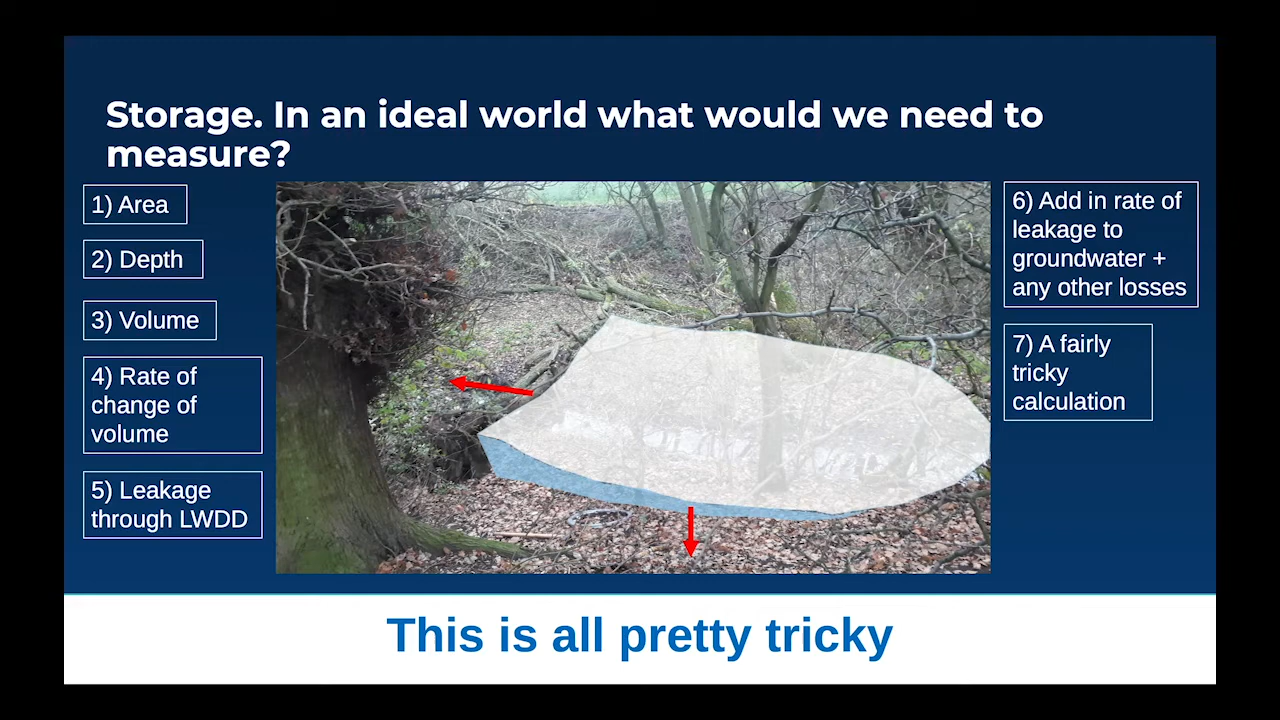 Storage. In an ideal world what would we need to
measure?
1) Area
2) Depth
3) Volume
4) Rate of
change of
volume
5) Leakage
through LWDD
6) Add in rate of
leakage to
groundwater +
any other losses
7) A fairly
tricky
calculation
This is all pretty tricky